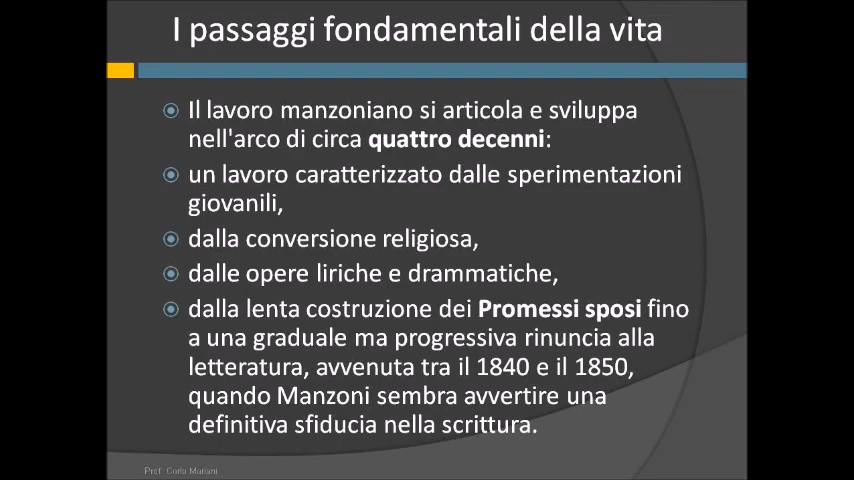 I passaggi fondamentali della vita
Il lavoro manzoniano si articola e sviluppa
nell'arco di circa quattro decenni:
un lavoro caratterizzato dalle sperimentazioni
giovanili,
dalla conversione religiosa,
dalle opere liriche e drammatiche,
dalla lenta costruzione dei Promessi sposi fino
a una graduale ma progressiva rinuncia alla
letteratura, avvenuta tra il 1840 e il 1850,
quando Manzoni sembra avvertire una
definitiva sfiducia nella scrittura.
Prof. Carla Mariani